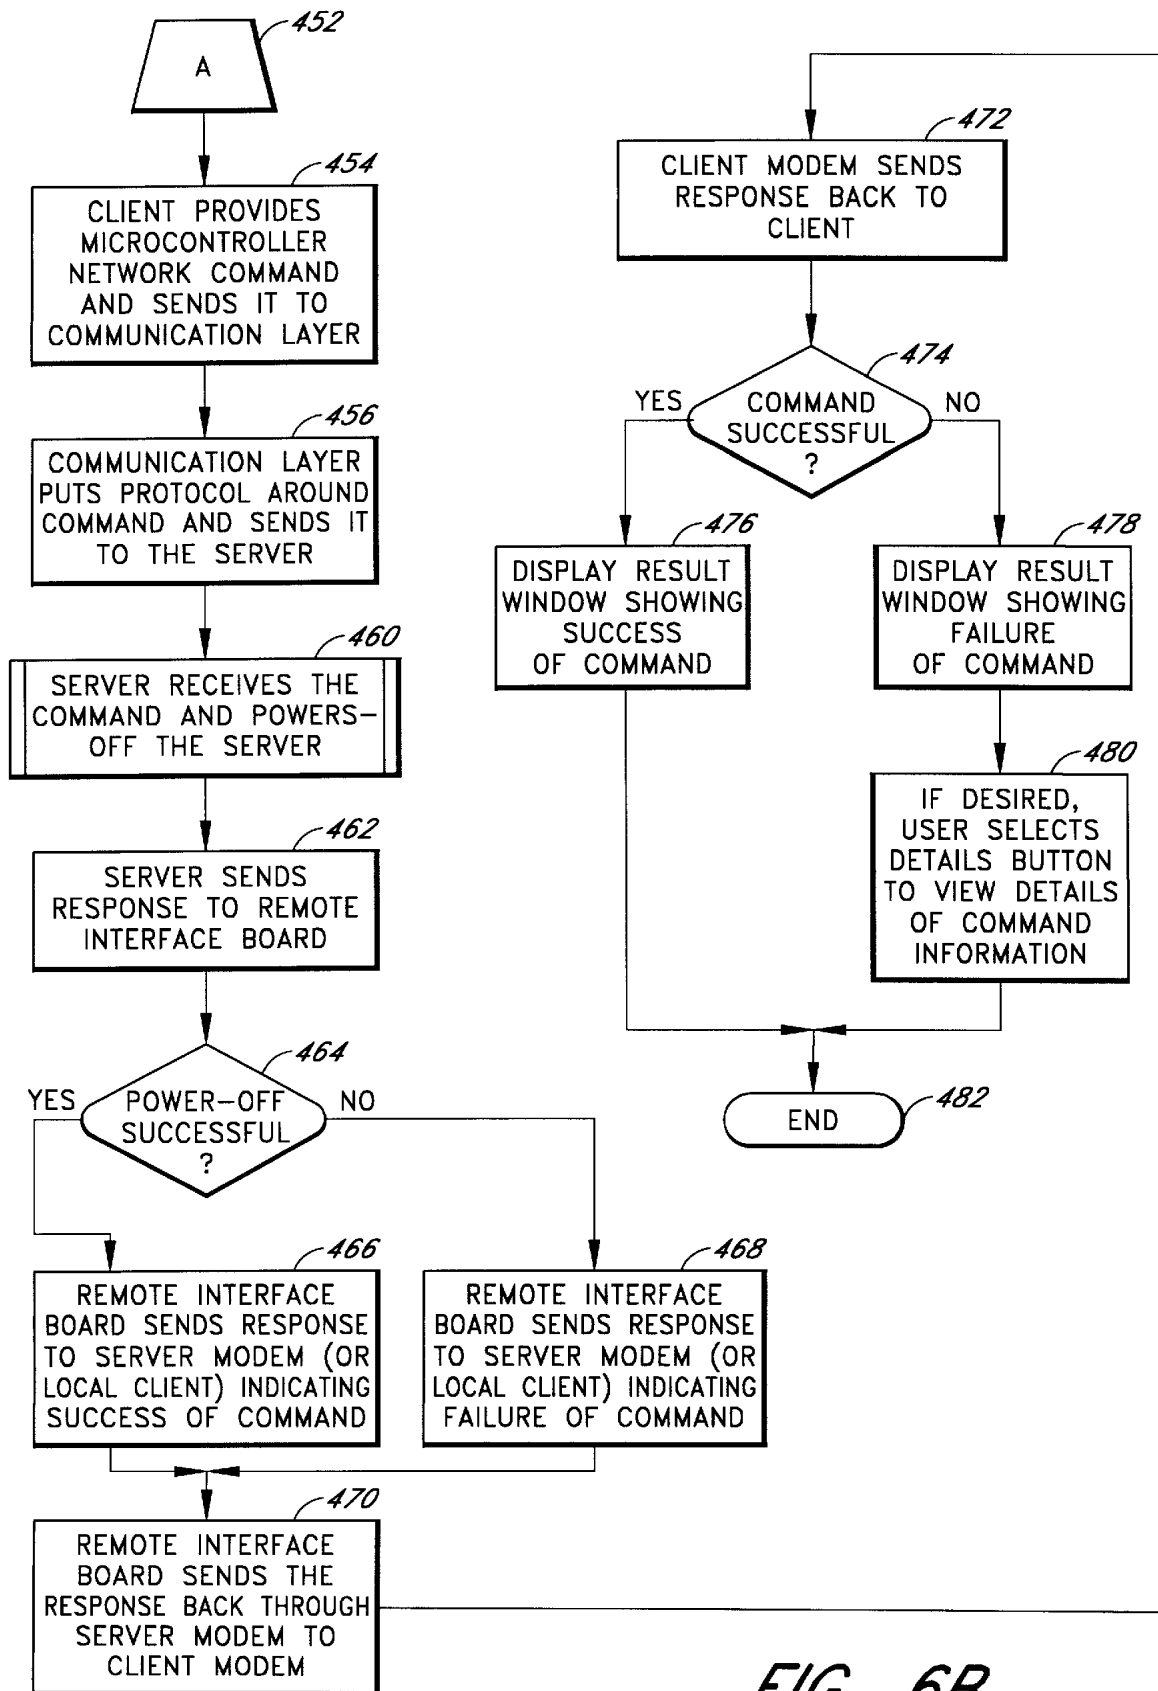 452
A
454
CLIENT PROVIDES
MICROCONTROLLER
NETWORK COMMAND
AND SENDS IT TO
COMMUNICATION LAYER
456
COMMUNICATION LAYER
PUTS PROTOCOL AROUND
COMMAND AND SENDS IT
TO THE SERVER
460
SERVER RECEIVES THE
COMMAND AND POWERS-
OFF THE SERVER
462
SERVER SENDS
RESPONSE TO REMOTE
INTERFACE BOARD
464
YES
POWER-OFF
SUCCESSFUL
?
NO
466
REMOTE INTERFACE
BOARD SENDS RESPONSE
TO SERVER MODEM (OR
LOCAL CLIENT) INDICATING
SUCCESS OF COMMAND
468
REMOTE INTERFACE
BOARD SENDS RESPONSE
TO SERVER MODEM (OR
LOCAL CLIENT) INDICATING
FAILURE OF COMMAND
470
REMOTE INTERFACE
BOARD SENDS THE
RESPONSE BACK THROUGH
SERVER MODEM TO
CLIENT MODEM
472
CLIENT MODEM SENDS
RESPONSE BACK TO
CLIENT
474
YES
COMMAND
SUCCESSFUL
?
NO
476
DISPLAY RESULT
WINDOW SHOWING
SUCCESS
OF COMMAND
478
DISPLAY RESULT
WINDOW SHOWING
FAILURE
OF COMMAND
480
IF DESIRED,
USER SELECTS
DETAILS BUTTON
TO VIEW DETAILS
OF COMMAND
INFORMATION
END
482
FIG. 6B